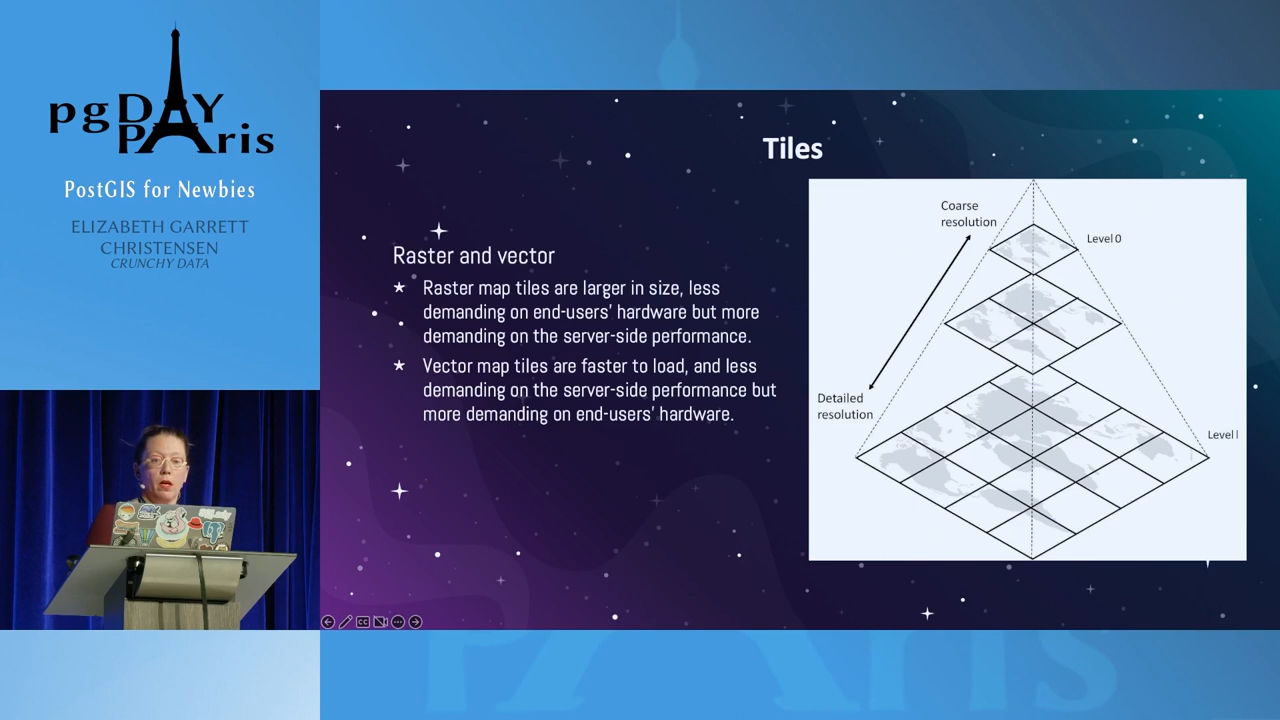 pgDAY
PAris
PostGIS for Newbies
ELIZABETH GARRETT
CHRISTENSEN
CRUNCHY DATA
Tiles
Raster and vector
★ Raster map tiles are larger in size, less
demanding on end-users' hardware but more
demanding on the server-side performance.
★ Vector map tiles are faster to load, and less
demanding on the server-side performance but
more demanding on end-users' hardware.
Coarse
resolution
Level 0
Detailed
resolution
Level l
CC